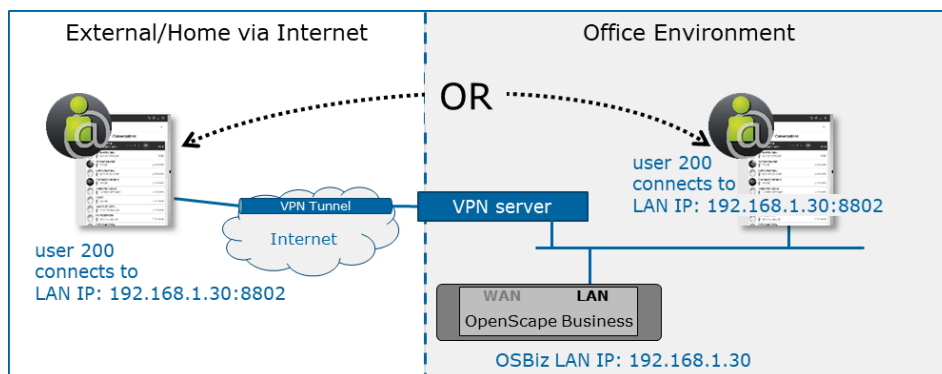 External/Home via Internet
Office Environment
OR
@
Conversations
@
user 200
connects to
LAN IP: 192.168.1.30:8802
VPN Tunnel
Internet
VPN server
user 200
connects to
LAN IP: 192.168.1.30:8802
WAN
LAN
OpenScape Business
OSBiz LAN IP: 192.168.1.30